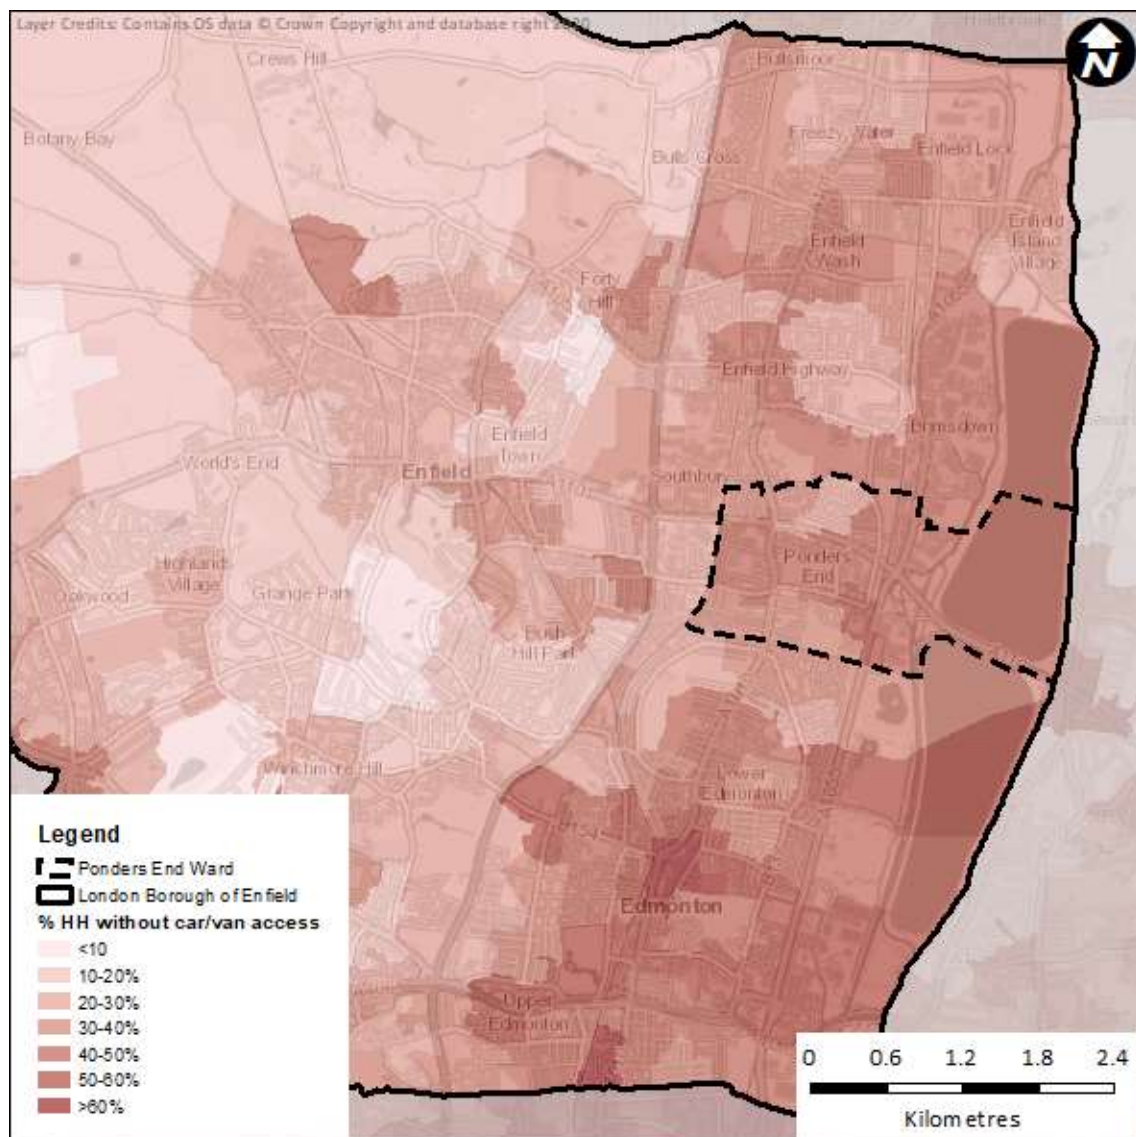 Layer Credits: Contains OS data © Crown Copyright and database right 2020
N
Crews Hill
Bullsmoor
Botany Bay
Freezy Water
Enfield Lock
Bulls Cross
Enfield
Island
Village
Enfield
Wash
Forty
Hill
Enfield Highway
Brimsdown
Enfield
Town
World's End
Enfield
Southbury
A110
Ponders
End
Highlands
Village
Oakwood
Grange Park
Bush
Hill Park
Winchmore Hill
Lower
Edmonton
Edmonton
Upper
Edmonton
Legend
Ponders End Ward
London Borough of Enfield
% HH without car/van access
<10
10-20%
20-30%
30-40%
40-50%
50-60%
>60%
0 0.6 1.2 1.8 2.4
Kilometres